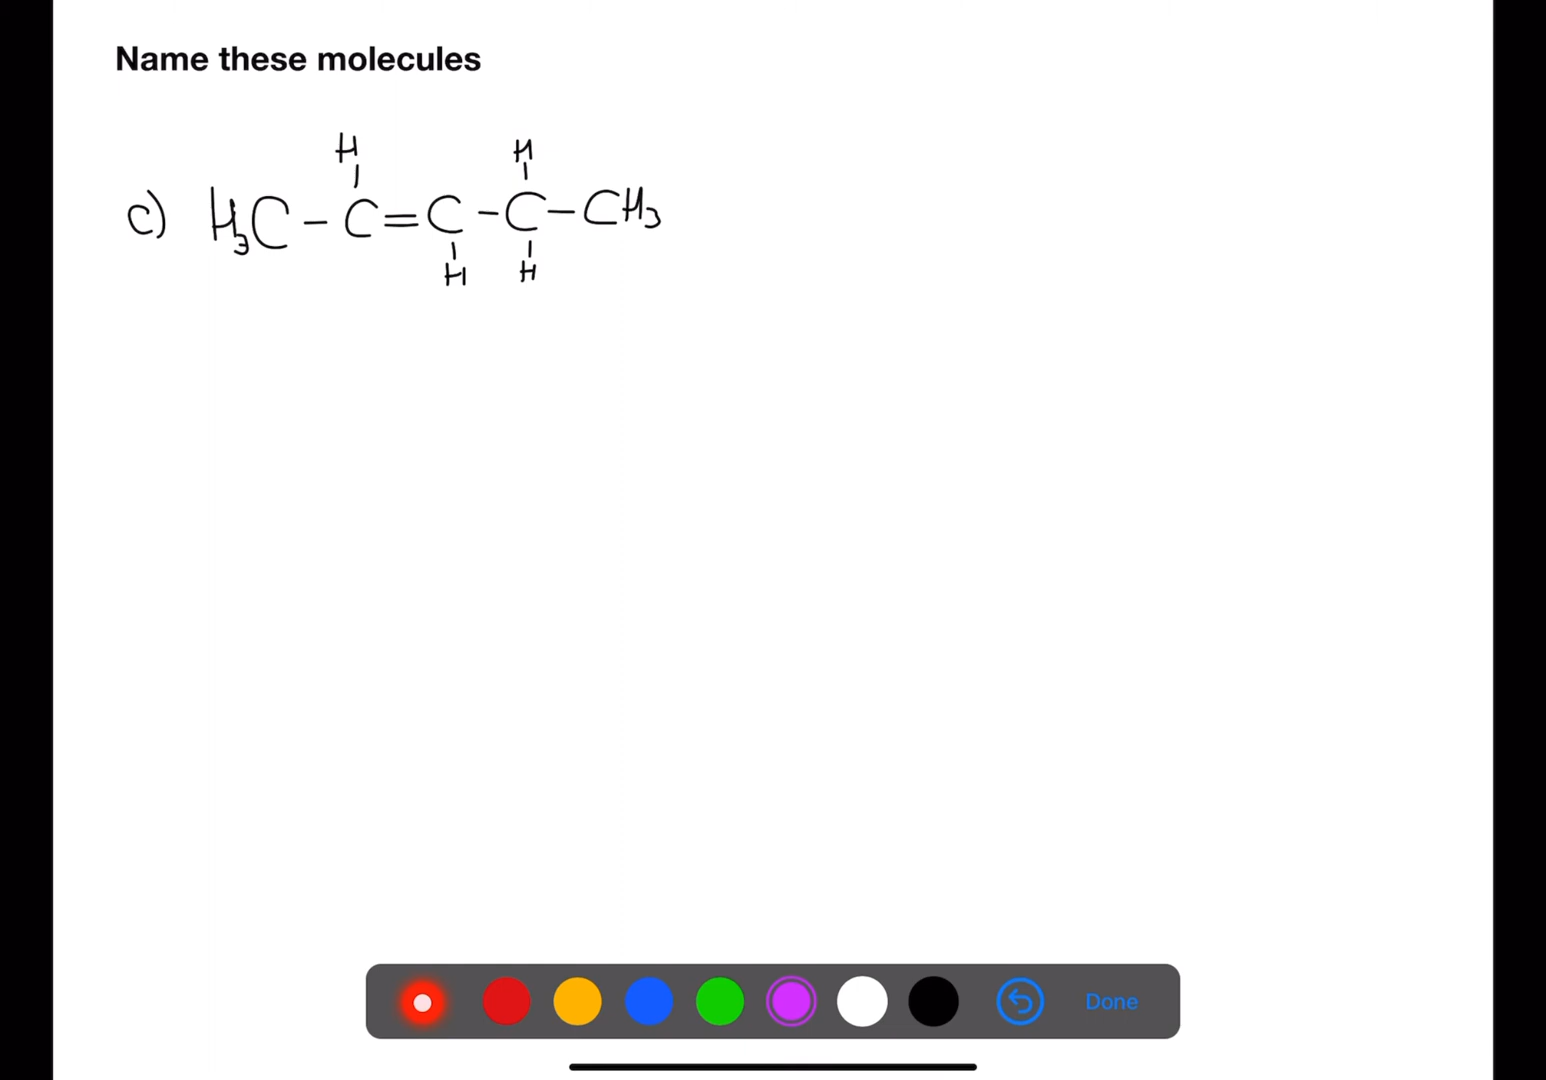 Name these molecules
H H
c) H₃C - C = C - C - CH₃
H H
Done